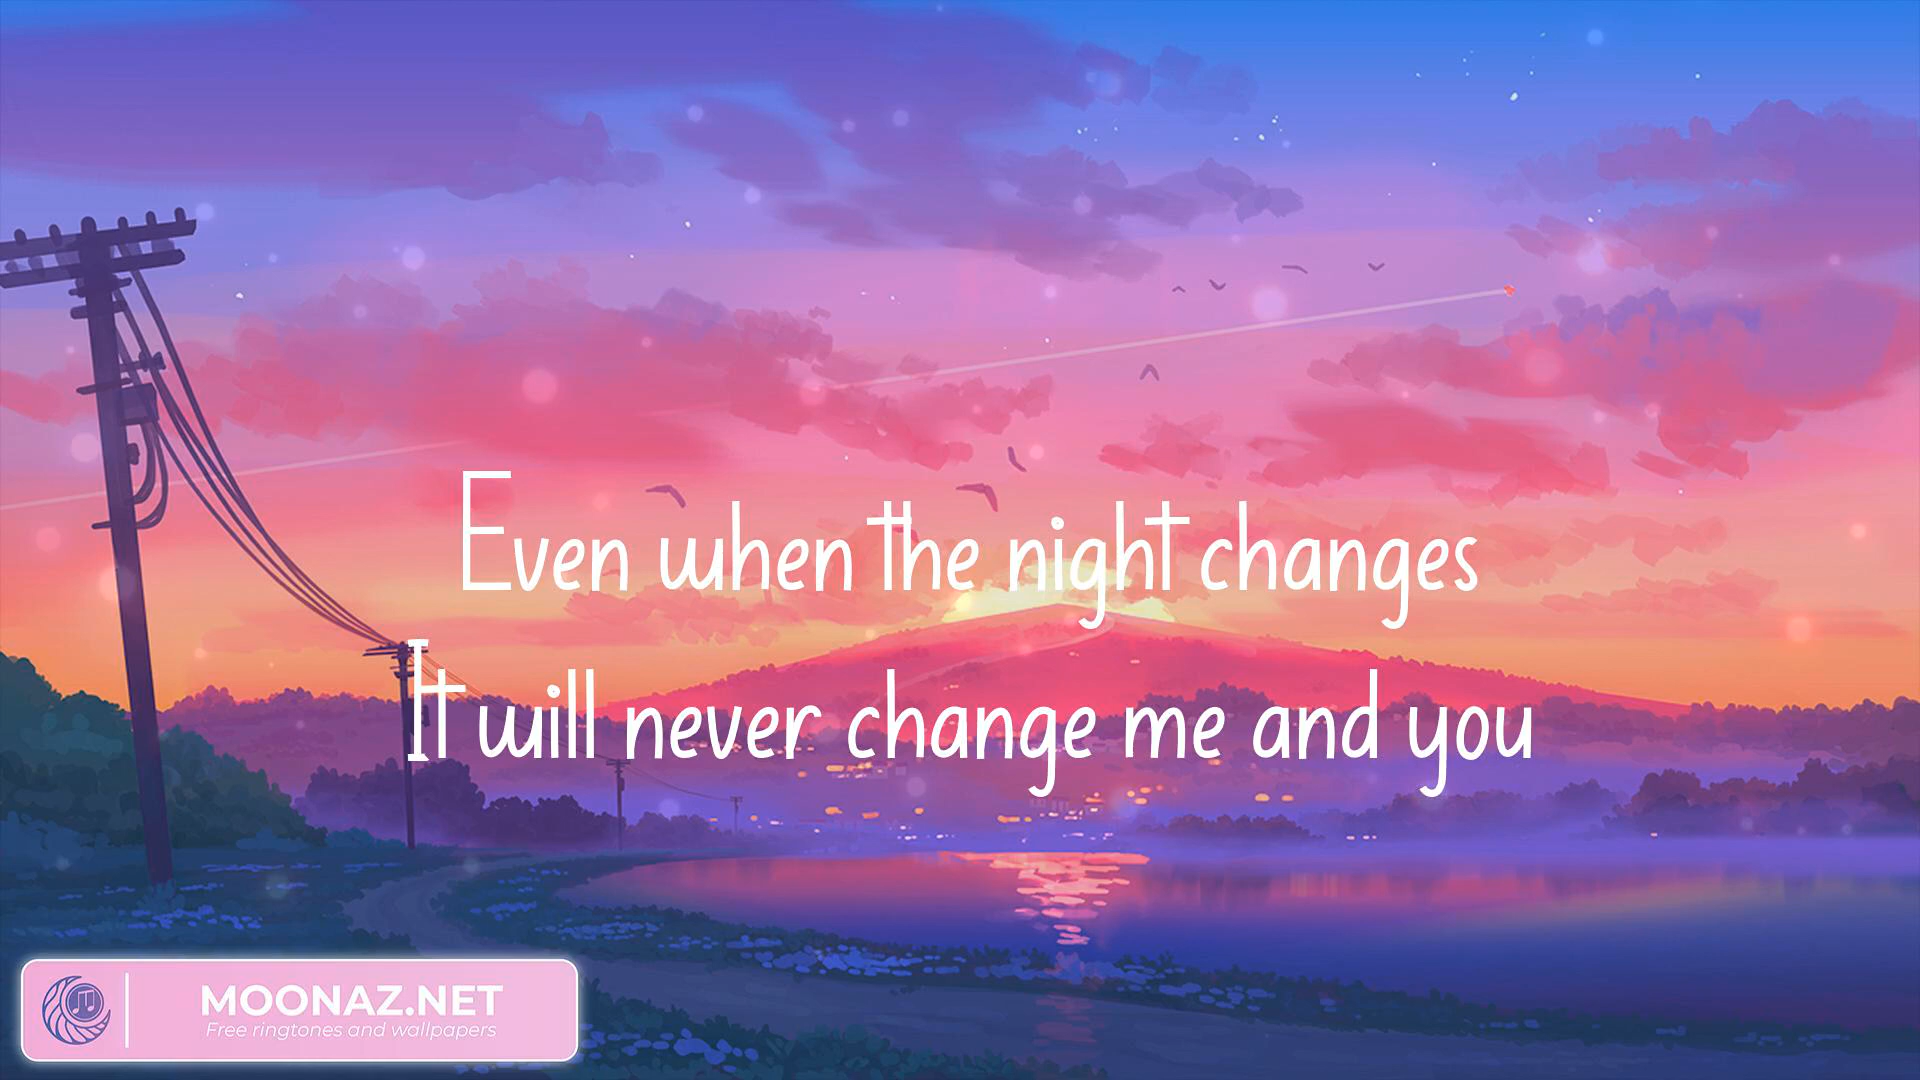 Even when the night changes
It will never change me and you
MOONAZ.NET
Free ringtones and wallpapers